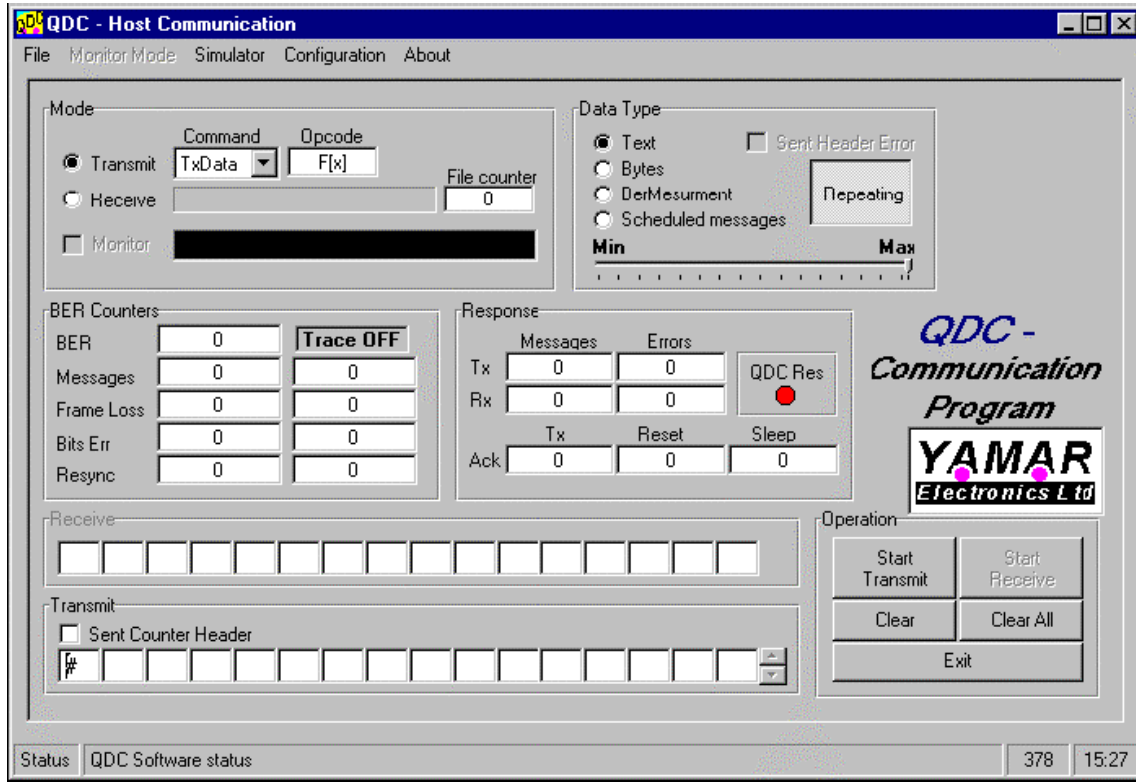 QDC - Host Communication
File Monitor Mode Simulator Configuration About
Mode
Command Opcode
Transmit TxData F[x]
File counter
Receive 0
Monitor
Data Type
Text Sent Header Error
Bytes
DerMesurment Repeating
Scheduled messages
Min Max
BER Counters
BER 0 Trace OFF
Messages 0 0
Frame Loss 0 0
Bits Err 0 0
Resync 0 0
Response
Messages Errors
Tx 0 0 QDC Res
Rx 0 0
Tx Reset Sleep
Ack 0 0 0
QDC -
Communication
Program
YAMAR
Electronics Ltd
Receive
Transmit
Sent Counter Header
#
Operation
Start Transmit Start Receive
Clear Clear All
Exit
Status QDC Software status 378 15:27